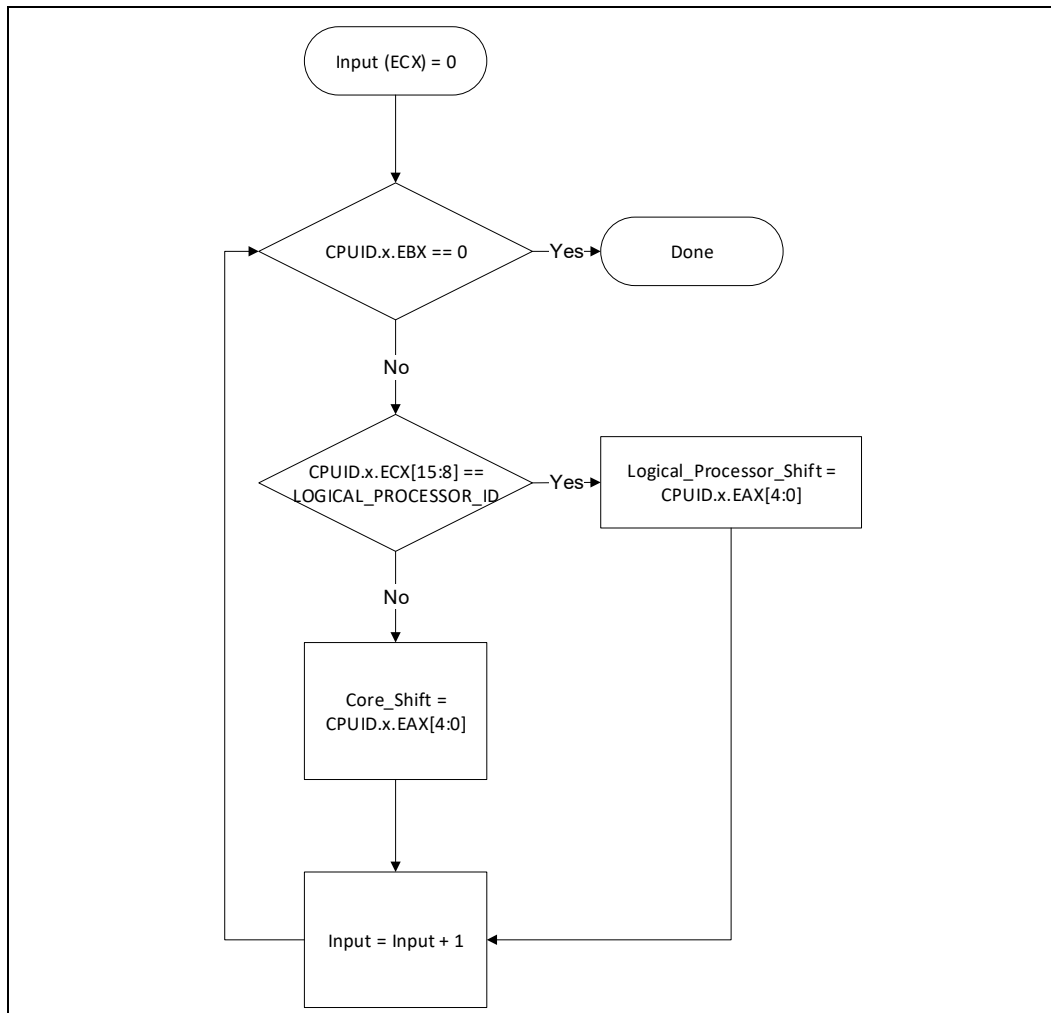 Input (ECX) = 0
CPUID.x.EBX == 0
Yes
Done
No
CPUID.x.ECX[15:8] ==
LOGICAL_PROCESSOR_ID
Yes
Logical_Processor_Shift =
CPUID.x.EAX[4:0]
No
Core_Shift =
CPUID.x.EAX[4:0]
Input = Input + 1